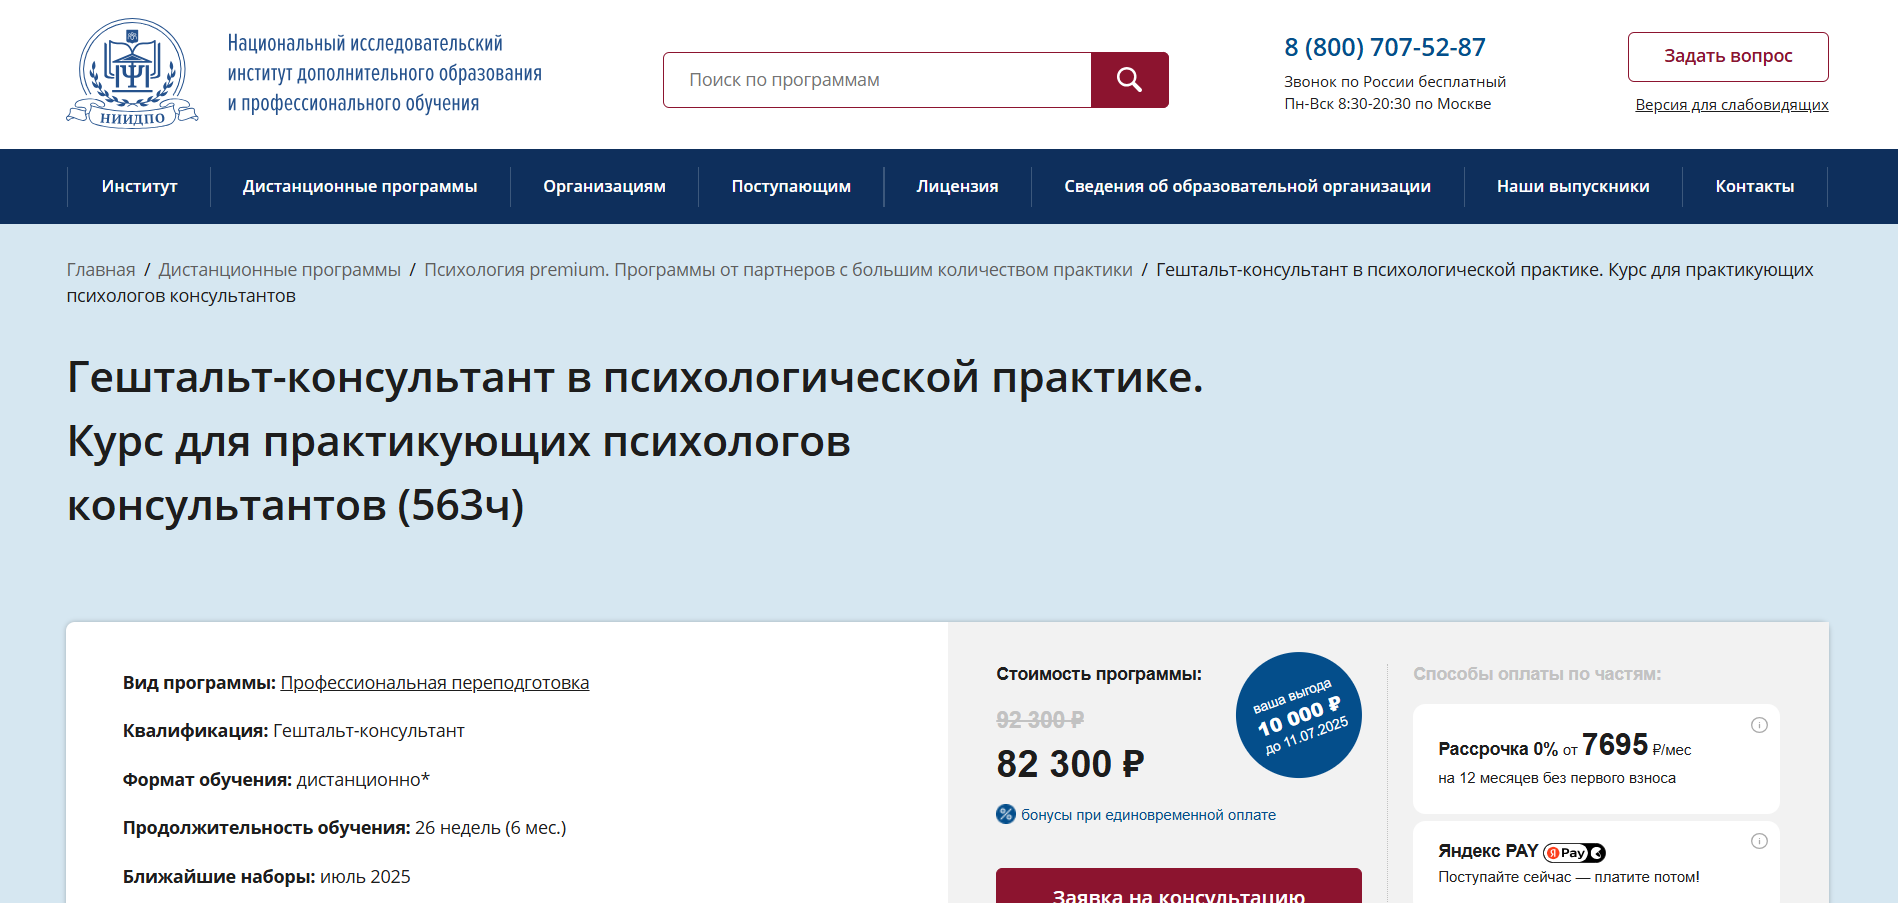 НИИДПО
Национальный исследовательский
институт дополнительного образования
и профессионального обучения
Поиск по программам
8 (800) 707-52-87
Звонок по России бесплатный
Пн-Вск 8:30-20:30 по Москве
Задать вопрос
Версия для слабовидящих
Институт
Дистанционные программы
Организациям
Поступающим
Лицензия
Сведения об образовательной организации
Наши выпускники
Контакты
Главная / Дистанционные программы / Психология premium. Программы от партнеров с большим количеством практики / Гештальт-консультант в психологической практике. Курс для практикующих
психологов консультантов
Гештальт-консультант в психологической практике.
Курс для практикующих психологов
консультантов (563ч)
Вид программы: Профессиональная переподготовка
Квалификация: Гештальт-консультант
Формат обучения: дистанционно*
Продолжительность обучения: 26 недель (6 мес.)
Ближайшие наборы: июль 2025
Стоимость программы:
92 300 ₽
82 300 ₽
ваша выгода
10 000 ₽
до 11.07.2025
бонусы при единовременной оплате
Заявка на консультацию
Способы оплаты по частям:
Рассрочка 0% от 7695 ₽/мес
на 12 месяцев без первого взноса
Яндекс PAY Я Pay
Поступайте сейчас — платите потом!